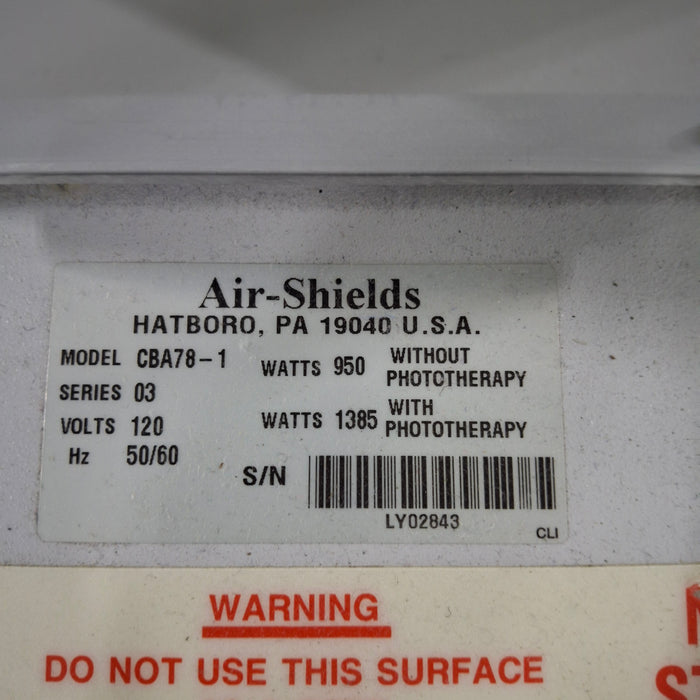 Air-Shields
HATBORO, PA 19040 U.S.A.
MODEL CBA78-1
SERIES 03
VOLTS 120
Hz 50/60
WATTS 950 WITHOUT PHOTOTHERAPY
WATTS 1385 WITH PHOTOTHERAPY
S/N
LY02843
CLI
WARNING
DO NOT USE THIS SURFACE